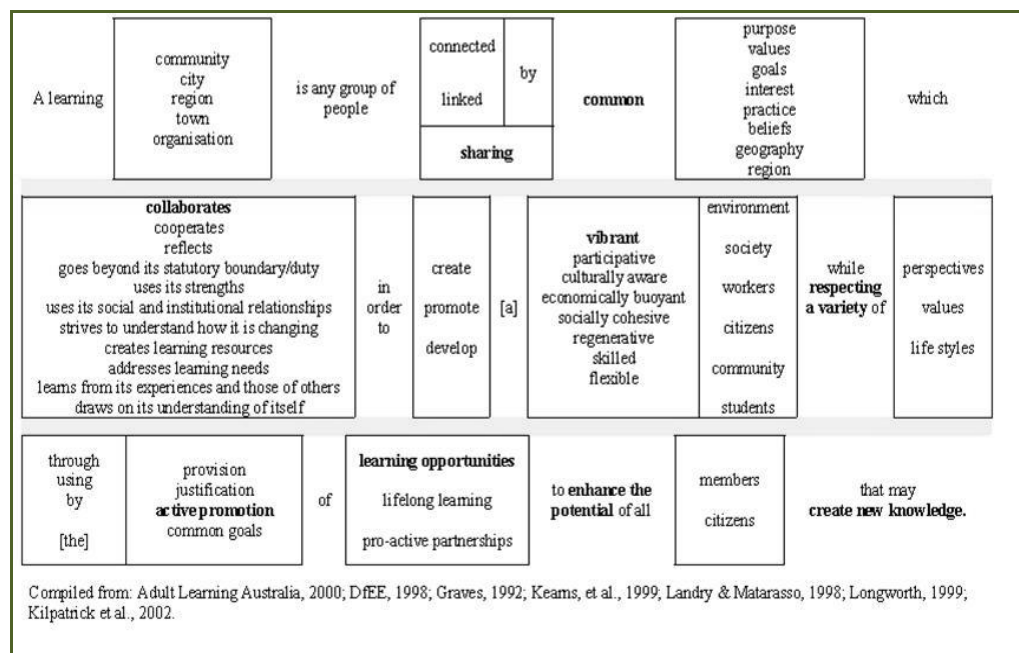 A learning
community
city
region
town
organisation
is any group of
people
connected
linked
by
sharing
common
purpose
values
goals
interest
practice
beliefs
geography
region
which
collaborates
cooperates
reflects
goes beyond its statutory boundary/duty
uses its strengths
uses its social and institutional relationships
strives to understand how it is changing
creates learning resources
addresses learning needs
learns from its experiences and those of others
draws on its understanding of itself
in
order
to
create
promote
develop
[a]
vibrant
participative
culturally aware
economically buoyant
socially cohesive
regenerative
skilled
flexible
environment
society
workers
citizens
community
students
while
respecting
a variety of
perspectives
values
life styles
through
using
by
[the]
provision
justification
active promotion
common goals
of
learning opportunities
lifelong learning
pro-active partnerships
to enhance the
potential of all
members
citizens
that may
create new knowledge.
Compiled from: Adult Learning Australia, 2000; DfEE, 1998; Graves, 1992; Kearns, et al., 1999; Landry & Matarasso, 1998; Longworth, 1999;
Kilpatrick et al., 2002.